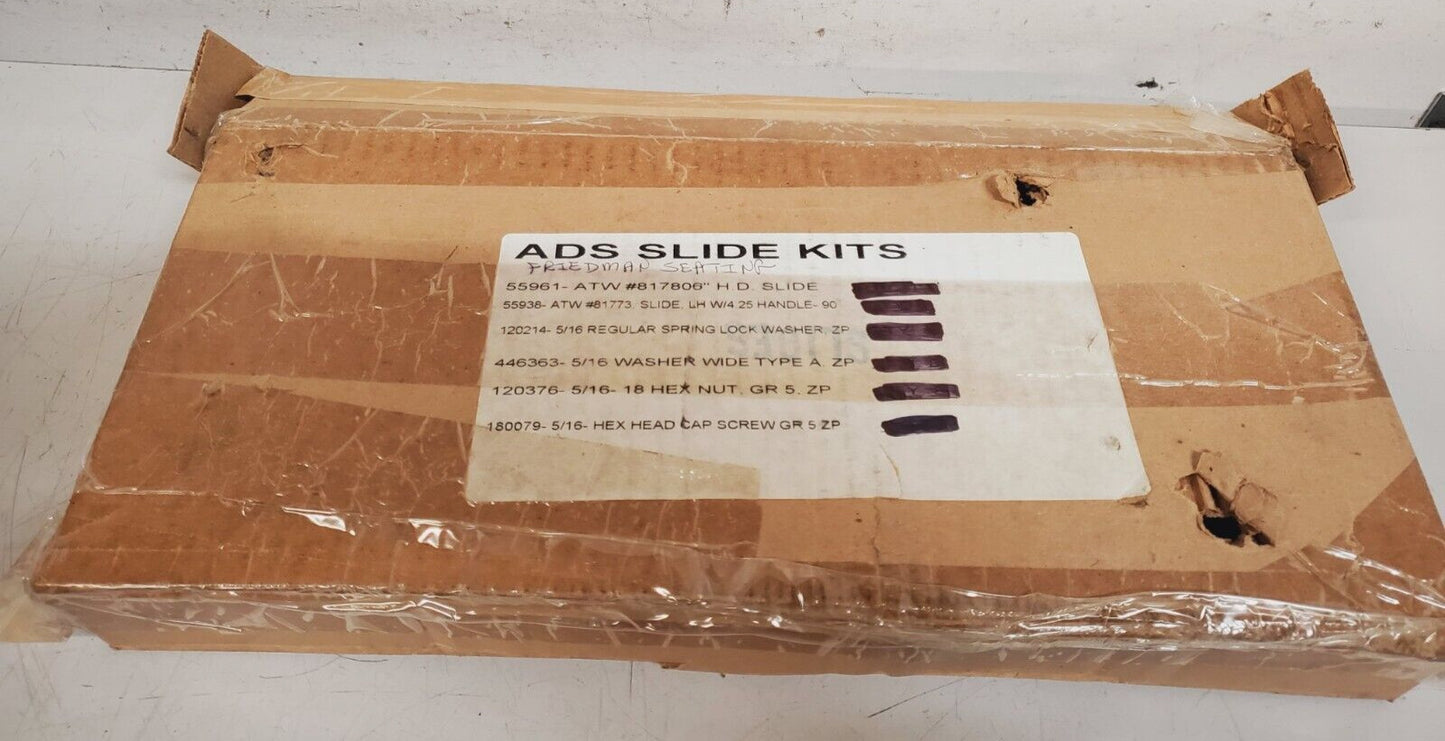 ADS SLIDE KITS
FRIEDMAN SEATING
55961- ATW #817806" H.D. SLIDE
55938- ATW #81773, SLIDE, LH W/4.25 HANDLE- 90
120214- 5/16 REGULAR SPRING LOCK WASHER, ZP
446363- 5/16 WASHER WIDE TYPE A, ZP
120376- 5/16- 18 HEX NUT, GR 5, ZP
180079- 5/16- HEX HEAD CAP SCREW GR 5 ZP